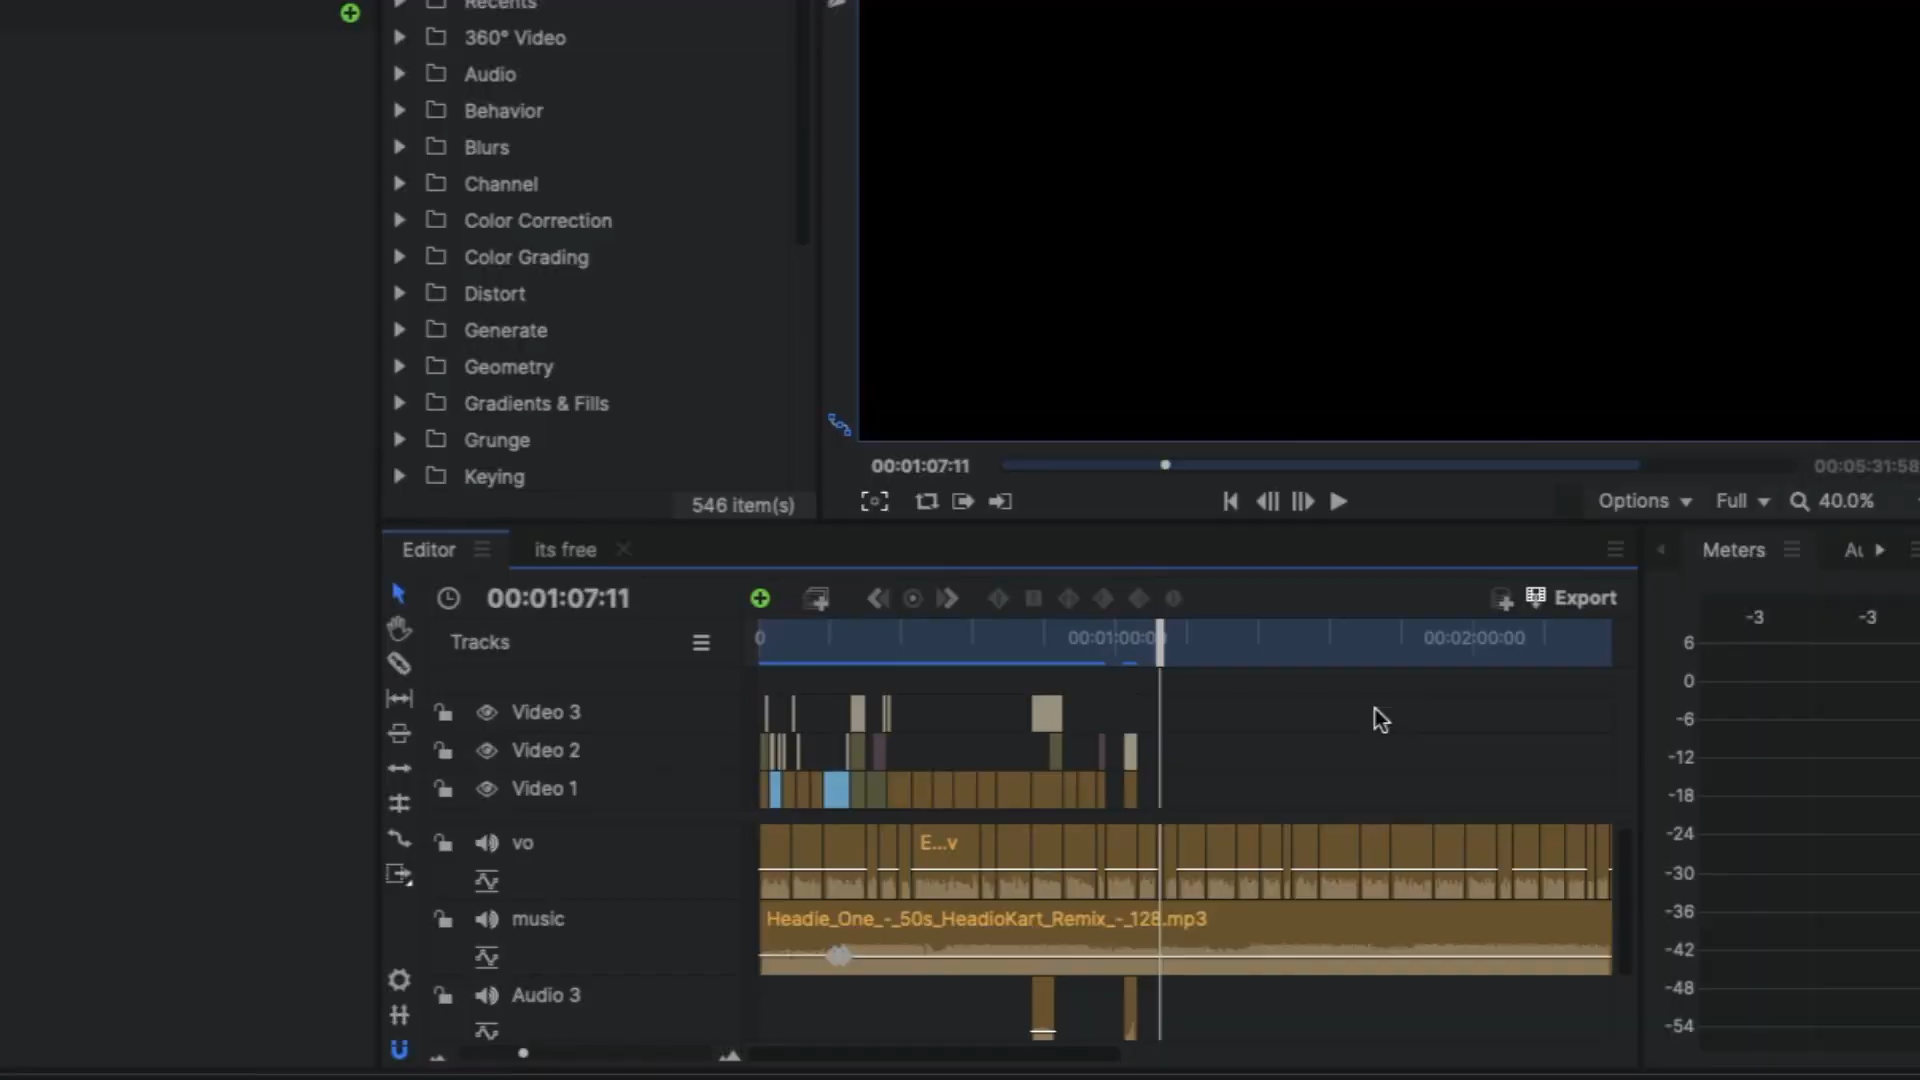 Recents
360° Video
Audio
Behavior
Blurs
Channel
Color Correction
Color Grading
Distort
Generate
Geometry
Gradients & Fills
Grunge
Keying
546 item(s)
00:01:07:11
00:05:31:58
Options
Full
40.0%
Editor
its free
Meters
00:01:07:11
Export
Tracks
0
00:01:00:0
00:02:00:00
Video 3
Video 2
Video 1
vo
E...v
music
Headie_One_-_50s_HeadioKart_Remix_-_128.mp3
Audio 3
-3 -3
6
0
-6
-12
-18
-24
-30
-36
-42
-48
-54